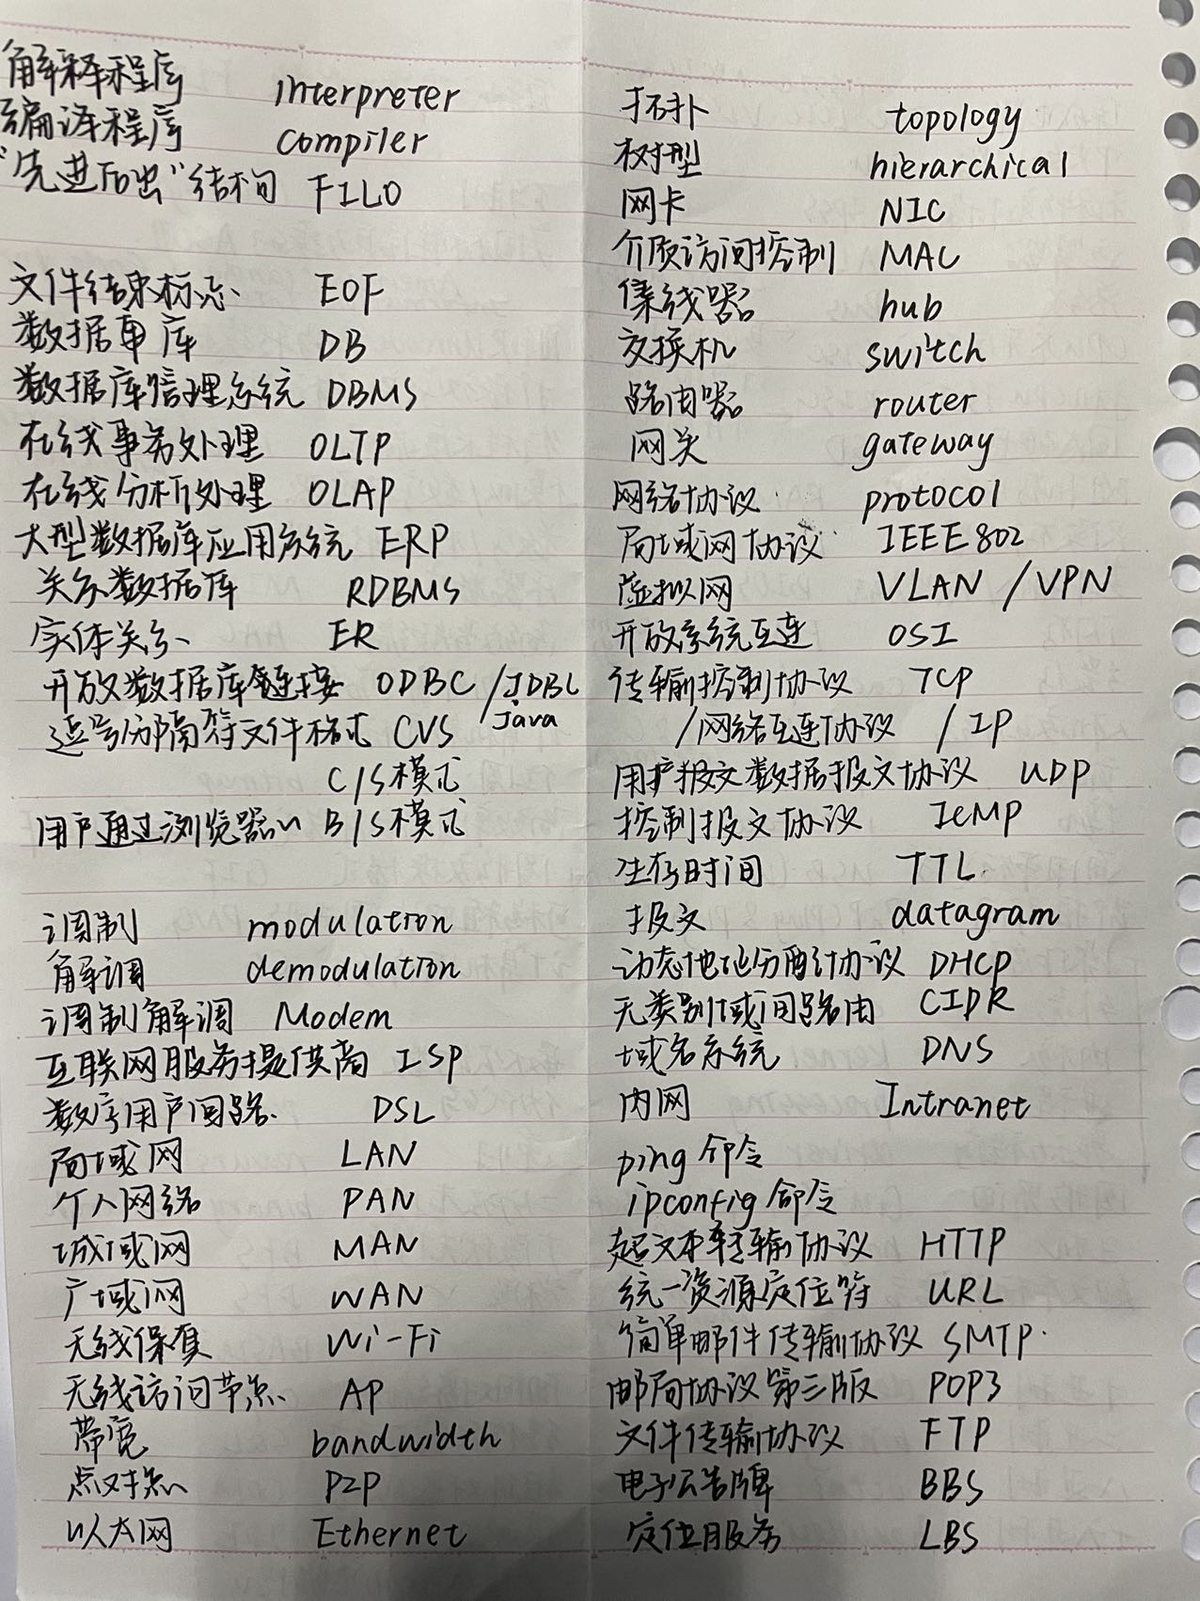 解释程序 interpreter
编译程序 compiler
“先进后出”结构 FILO
文件结束标志 EOF
数据库 DB
数据库管理系统 DBMS
在线事务处理 OLTP
在线分析处理 OLAP
大型数据库应用系统 ERP
关系数据库 RDBMS
实体关系 ER
开放数据库链接 ODBC /JDBC
Java
逗号分隔符文件格式 CVS
C/S模式
用户通过浏览器 B/S模式
调制 modulation
解调 demodulation
调制解调 Modem
互联网服务提供商 ISP
数字用户回路 DSL
局域网 LAN
个人网络 PAN
城域网 MAN
广域网 WAN
无线保真 Wi-Fi
无线访问节点 AP
带宽 bandwidth
点对点 P2P
以太网 Ethernet
拓扑 topology
树型 hierarchical
网卡 NIC
介质访问控制 MAC
集线器 hub
交换机 switch
路由器 router
网关 gateway
网络协议 protocol
局域网协议 IEEE802
虚拟网 VLAN /VPN
开放系统互连 OSI
传输控制协议 TCP
/网络互连协议 /IP
用户报文数据报文协议 UDP
控制报文协议 ICMP
生存时间 TTL
报文 datagram
动态地址分配协议 DHCP
无类别域间路由 CIDR
域名系统 DNS
内网 Intranet
ping 命令
ipconfig 命令
超文本转输协议 HTTP
统一资源定位符 URL
简单邮件传输协议 SMTP
邮局协议第三版 POP3
文件传输协议 FTP
电子公告牌 BBS
定位服务 LBS